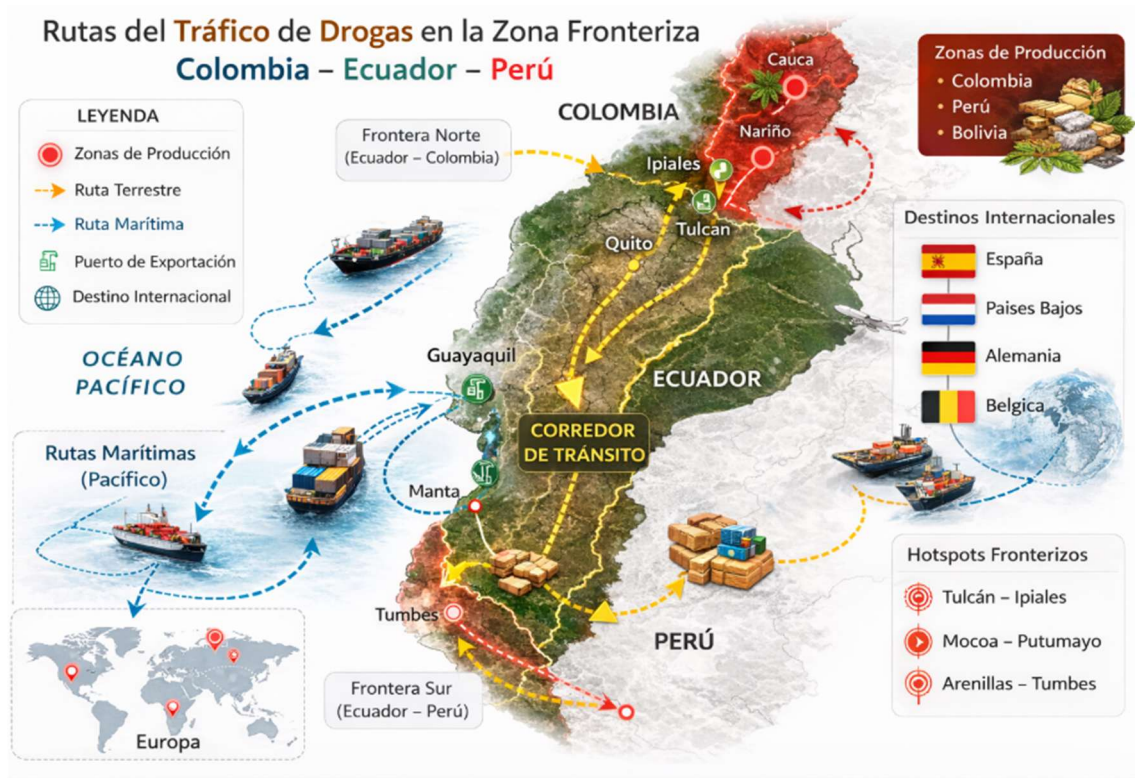 Rutas del Tráfico de Drogas en la Zona Fronteriza
Colombia – Ecuador – Perú
LEYENDA
Zonas de Producción
Ruta Terrestre
Ruta Marítima
Puerto de Exportación
Destino Internacional
Frontera Norte
(Ecuador – Colombia)
COLOMBIA
Cauca
Nariño
Ipiales
Tulcan
Quito
Zonas de Producción
• Colombia
• Perú
• Bolivia
Destinos Internacionales
España
Paises Bajos
Alemania
Belgica
OCÉANO
PACÍFICO
Guayaquil
ECUADOR
CORREDOR
DE TRÁNSITO
Rutas Marítimas
(Pacífico)
Manta
Tumbes
PERÚ
Frontera Sur
(Ecuador – Perú)
Europa
Hotspots Fronterizos
Tulcán – Ipiales
Mocoa – Putumayo
Arenillas – Tumbes